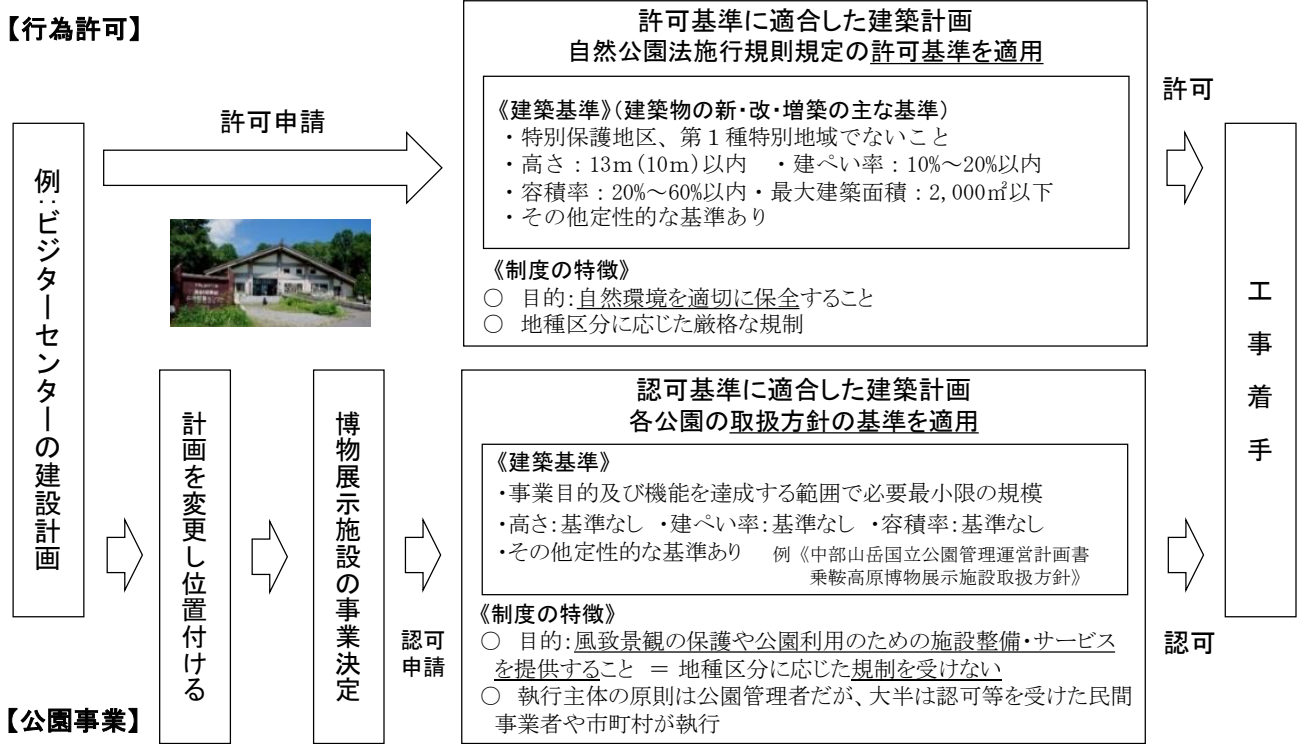 【行為許可】
例：ビジターセンターの建設計画
許可申請
許可基準に適合した建築計画
自然公園法施行規則規定の許可基準を適用
《建築基準》(建築物の新・改・増築の主な基準)
・特別保護地区、第１種特別地域でないこと
・高さ：13m(10m)以内　・建ぺい率：10%～20%以内
・容積率：20%～60%以内・最大建築面積：2,000㎡以下
・その他定性的な基準あり
《制度の特徴》
○　目的：自然環境を適切に保全すること
○　地種区分に応じた厳格な規制
許可
工事着手
計画を変更し位置付ける
博物展示施設の事業決定
認可
申請
認可基準に適合した建築計画
各公園の取扱方針の基準を適用
《建築基準》
・事業目的及び機能を達成する範囲で必要最小限の規模
・高さ：基準なし　・建ぺい率：基準なし　・容積率：基準なし
・その他定性的な基準あり　例《中部山岳国立公園管理運営計画書
乗鞍高原博物展示施設取扱方針》
《制度の特徴》
○　目的：風致景観の保護や公園利用のための施設整備・サービス
を提供すること　＝　地種区分に応じた規制を受けない
○　執行主体の原則は公園管理者だが、大半は認可等を受けた民間
事業者や市町村が執行
認可
【公園事業】